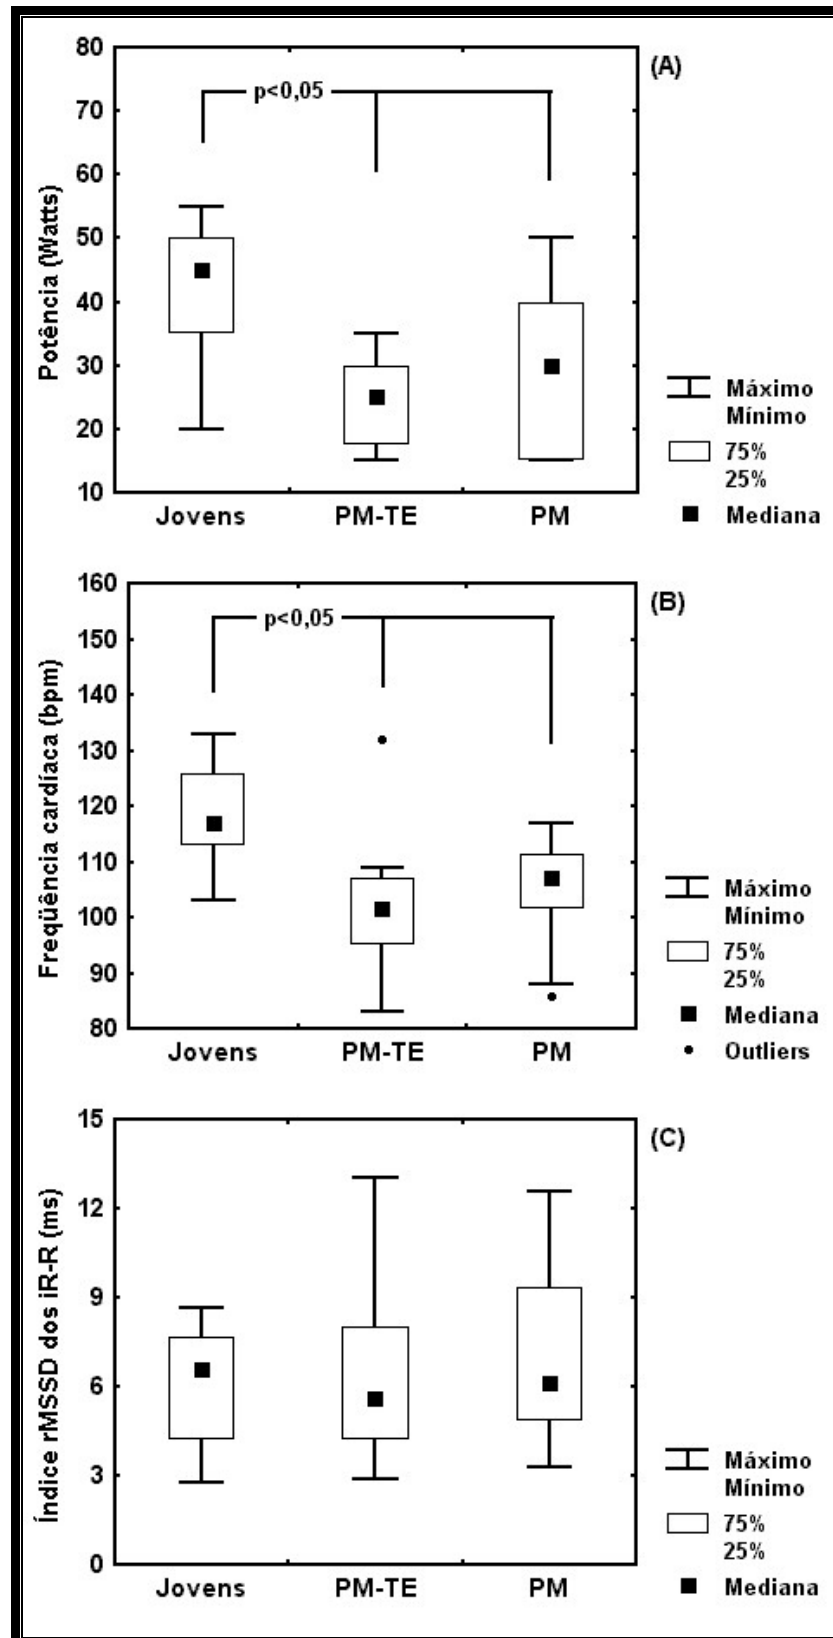 (A)
Potência (Watts)
80
70
60
50
40
30
20
10
p<0,05
Jovens PM-TE PM
Máximo
Mínimo
75%
25%
Mediana
(B)
Freqüência cardíaca (bpm)
160
150
140
130
120
110
100
90
80
p<0,05
Jovens PM-TE PM
Máximo
Mínimo
75%
25%
Mediana
Outliers
(C)
Índice rMSSD dos iR-R (ms)
15
12
9
6
3
0
Jovens PM-TE PM
Máximo
Mínimo
75%
25%
Mediana